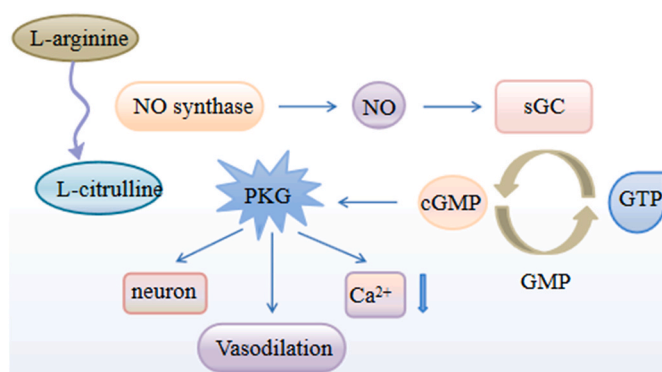 L-arginine
NO synthase
NO
sGC
L-citrulline
PKG
cGMP
GTP
GMP
neuron
Ca²⁺
Vasodilation